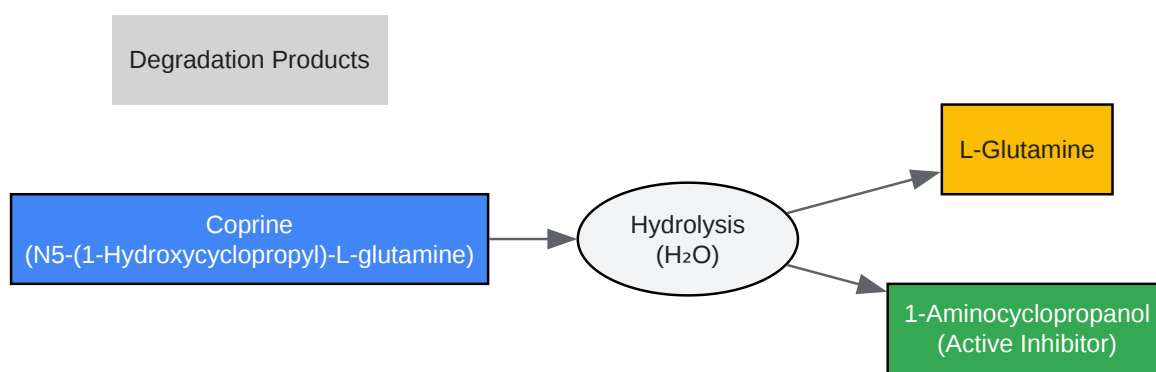 Degradation Products
L-Glutamine
Coprine
(N5-(1-Hydroxycyclopropyl)-L-glutamine)
Hydrolysis
(H₂O)
1-Aminocyclopropanol
(Active Inhibitor)